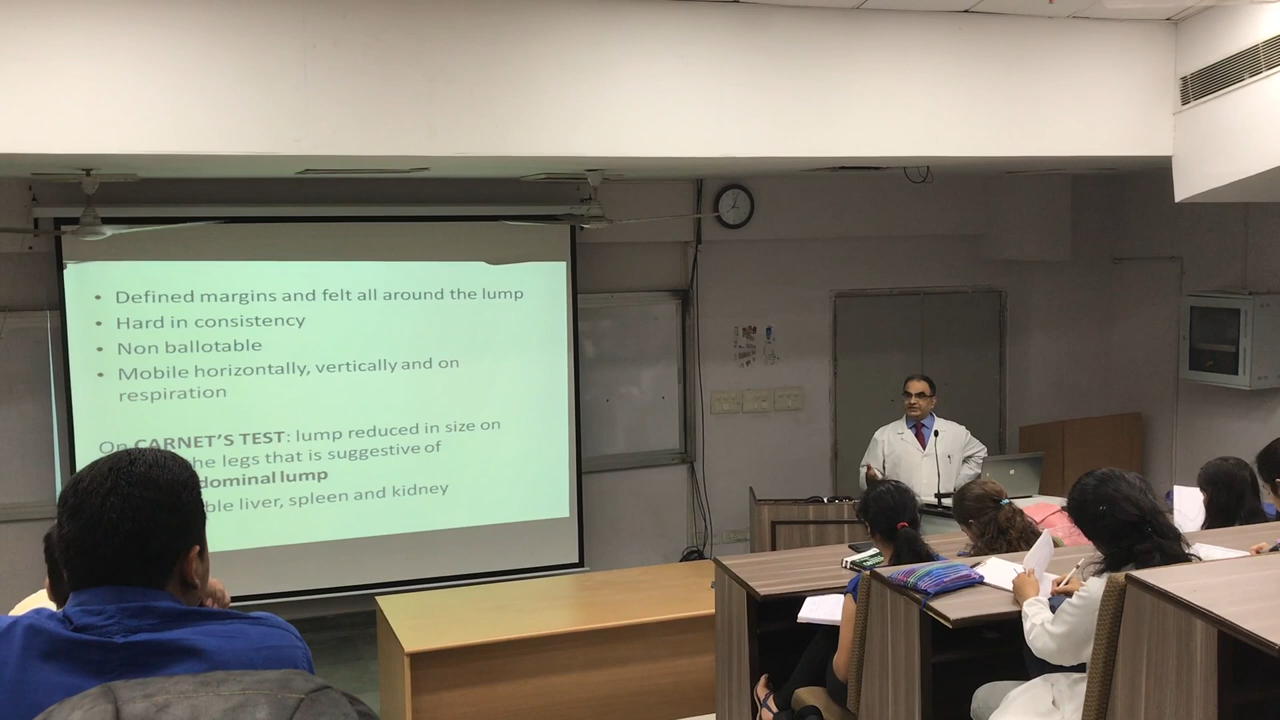 • Defined margins and felt all around the lump
• Hard in consistency
• Non ballotable
• Mobile horizontally, vertically and on
respiration
On CARNET'S TEST: lump reduced in size on
the legs that is suggestive of
dominal lump
ble liver, spleen and kidney